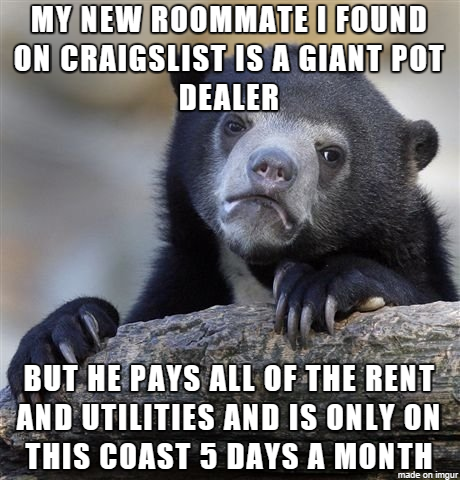 MY NEW ROOMMATE I FOUND
ON CRAIGSLIST IS A GIANT POT
DEALER
BUT HE PAYS ALL OF THE RENT
AND UTILITIES AND IS ONLY ON
THIS COAST 5 DAYS A MONTH
made on imgur